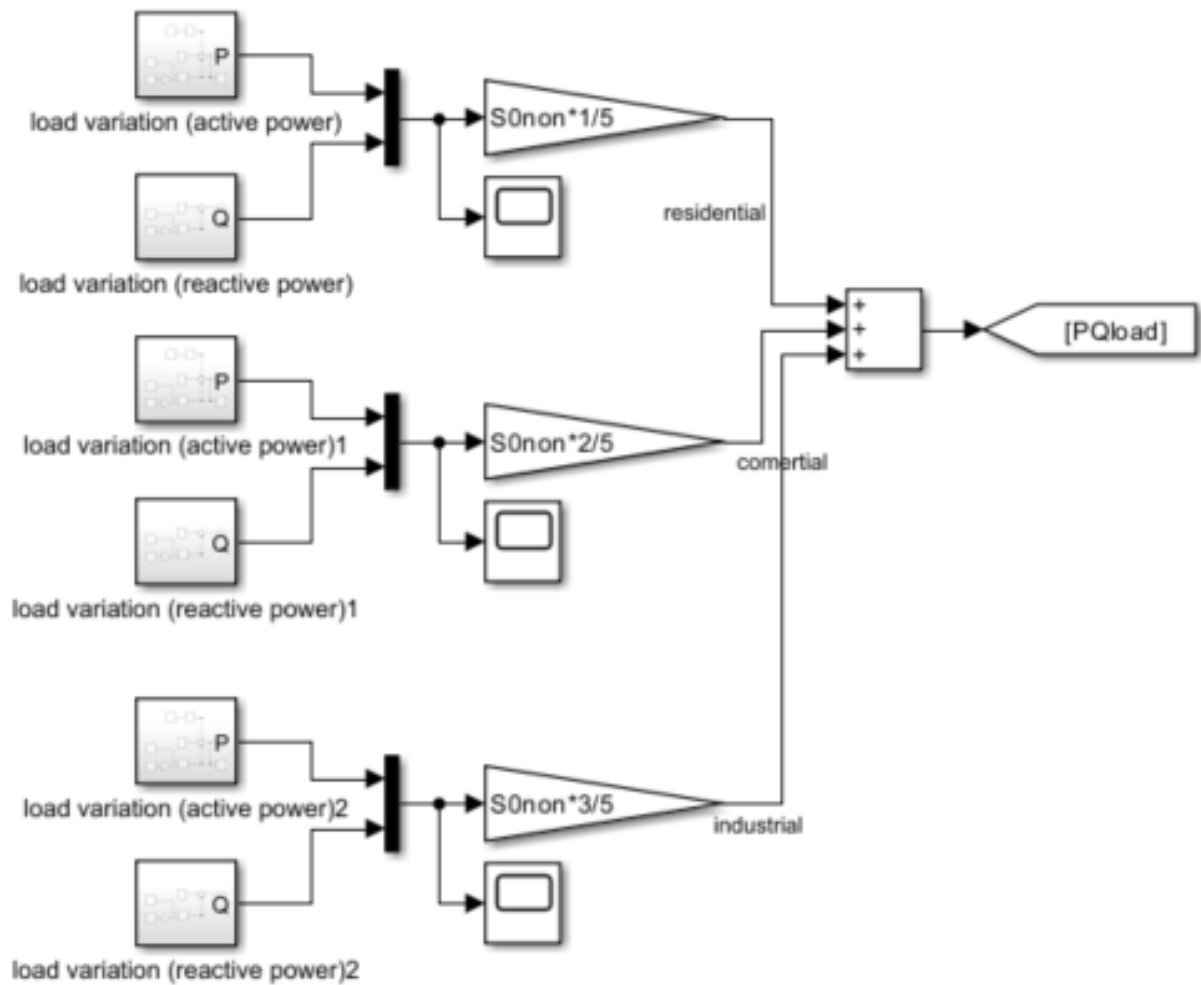 P
load variation (active power)
S0non*1/5
residential
Q
load variation (reactive power)
+
+
+
[PQload]
P
load variation (active power)1
S0non*2/5
comertial
Q
load variation (reactive power)1
P
load variation (active power)2
S0non*3/5
industrial
Q
load variation (reactive power)2